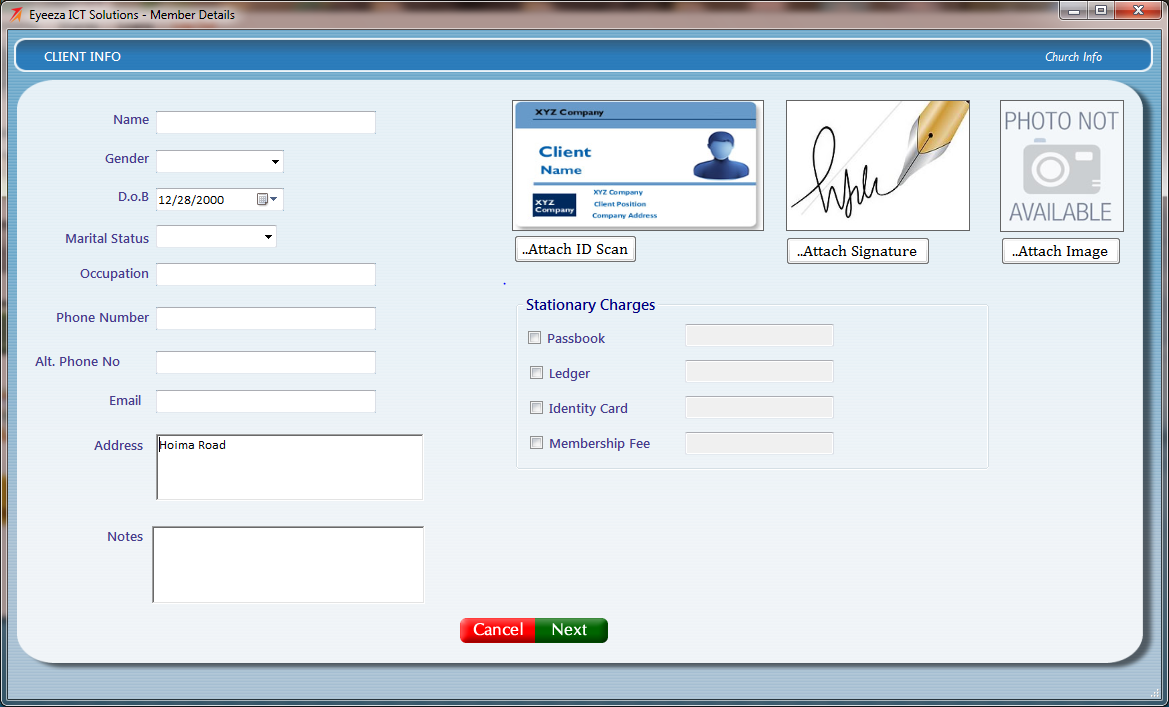 Eyeeza ICT Solutions - Member Details
CLIENT INFO
Church Info
Name
Gender
D.o.B
12/28/2000
Marital Status
Occupation
Phone Number
Alt. Phone No
Email
Address
Hoima Road
Notes
XYZ Company
Client
Name
XYZ
Company
XYZ Company
Client Position
Company Address
..Attach ID Scan
..Attach Signature
PHOTO NOT
AVAILABLE
..Attach Image
Stationary Charges
Passbook
Ledger
Identity Card
Membership Fee
Cancel
Next